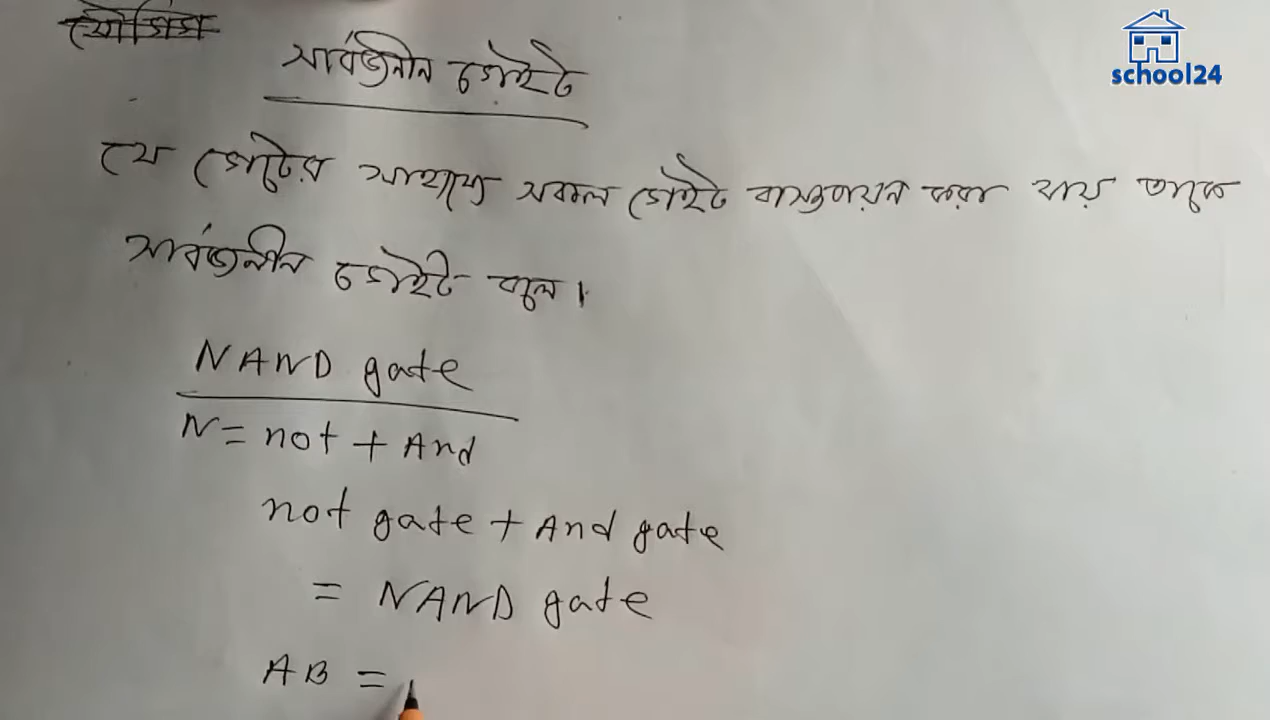 সার্বজনীন গেইট
school24
যে গেটের সাহায্যে সকল গেইট বাস্তবায়ন করা যায় তাকে
সার্বজনীন গেইট বলে।
NAND gate
N = not + And
not gate + And gate
= NAND gate
AB =